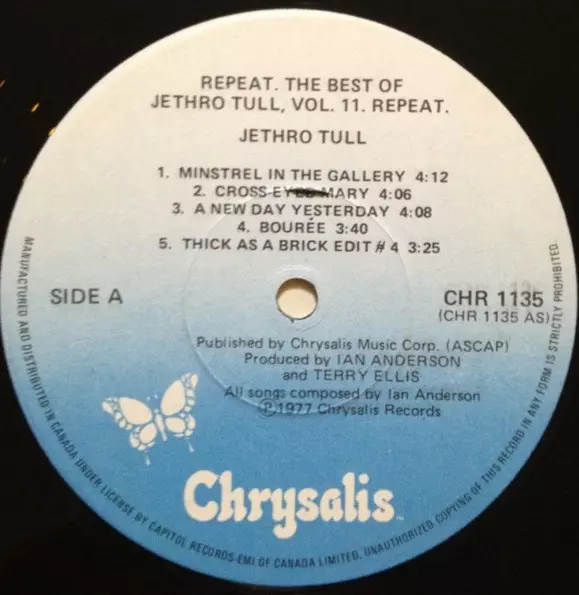 REPEAT. THE BEST OF
JETHRO TULL, VOL. 11. REPEAT.
JETHRO TULL
1. MINSTREL IN THE GALLERY 4:12
2. CROSS-EYED MARY 4:06
3. A NEW DAY YESTERDAY 4:08
4. BOURÉE 3:40
5. THICK AS A BRICK EDIT # 4 3:25
SIDE A
CHR 1135
(CHR 1135 AS)
Published by Chrysalis Music Corp. (ASCAP)
Produced by IAN ANDERSON
and TERRY ELLIS
All songs composed by Ian Anderson
℗1977 Chrysalis Records
Chrysalis™
MANUFACTURED AND DISTRIBUTED IN CANADA UNDER LICENSE BY CAPITOL RECORDS-EMI OF CANADA LIMITED. UNAUTHORIZED COPYING OF THIS RECORD IN ANY FORM IS STRICTLY PROHIBITED.